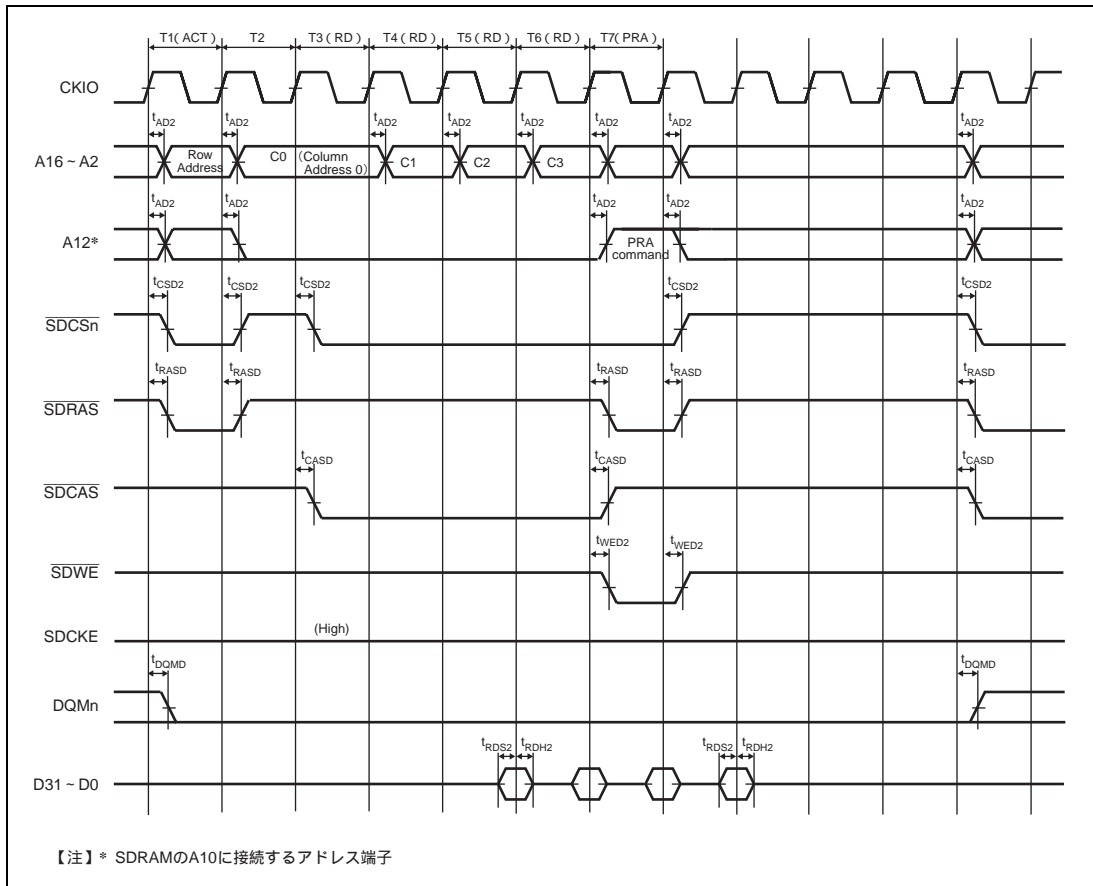 T1( ACT ) T2 T3 ( RD ) T4 ( RD ) T5 ( RD ) T6 ( RD ) T7( PRA )
CKIO
tAD2 tAD2 tAD2 tAD2 tAD2 tAD2 tAD2 tAD2
A16 ~ A2
Row Address
C0 (Column Address 0)
C1 C2 C3
tAD2 tAD2 tAD2 tAD2 tAD2
A12*
PRA command
tCSD2 tCSD2 tCSD2 tCSD2 tCSD2
SDCSn
tRASD tRASD tRASD tRASD tRASD
SDRAS
tCASD tCASD tCASD
SDCAS
tWED2 tWED2
SDWE
SDCKE
(High)
tDQMD tDQMD
DQMn
tRDS2 tRDH2 tRDS2 tRDH2
D31 ~ D0
【注】* SDRAMのA10に接続するアドレス端子